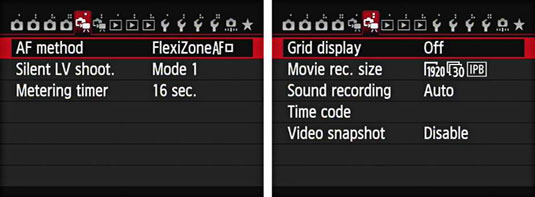 AF method FlexiZoneAF
Silent LV shoot. Mode 1
Metering timer 16 sec.
Grid display Off
Movie rec. size 1920 30 IPB
Sound recording Auto
Time code
Video snapshot Disable